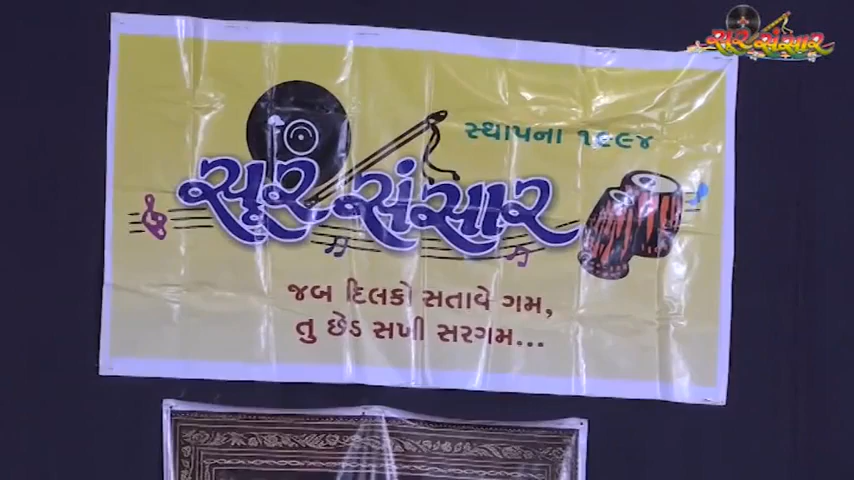 સૂર સંસાર
સ્થાપના ૧૯૯૪
સૂર સંસાર
જબ દિલકો સતાવે ગમ,
તુ છેડ સખી સરગમ...